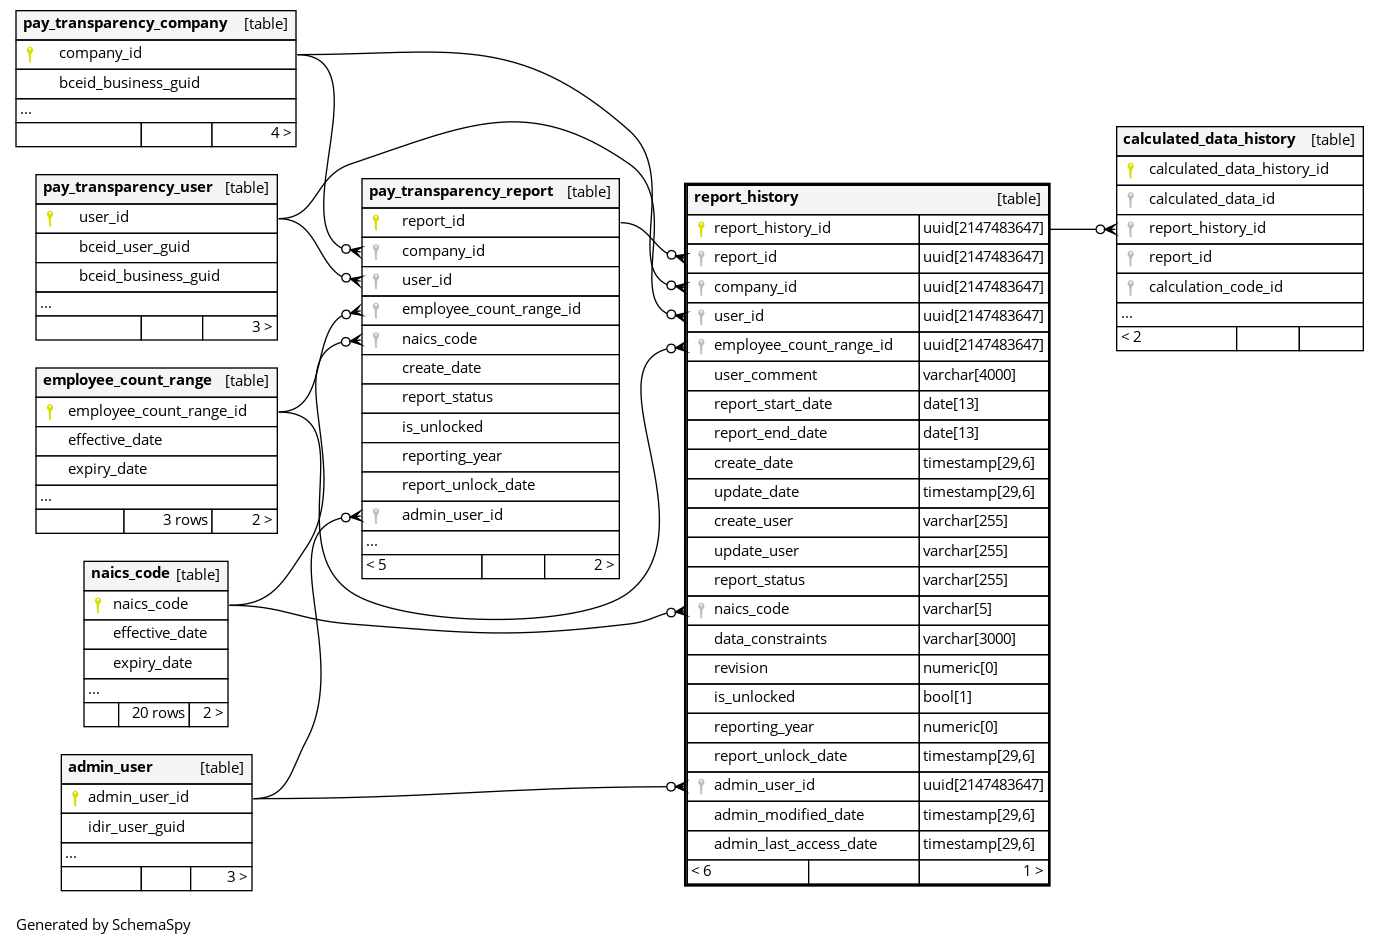 pay_transparency_company [table]
company_id
bceid_business_guid
...
4 >
pay_transparency_user [table]
user_id
bceid_user_guid
bceid_business_guid
...
3 >
employee_count_range [table]
employee_count_range_id
effective_date
expiry_date
...
3 rows 2 >
naics_code [table]
naics_code
effective_date
expiry_date
...
20 rows 2 >
admin_user [table]
admin_user_id
idir_user_guid
...
3 >
pay_transparency_report [table]
report_id
company_id
user_id
employee_count_range_id
naics_code
create_date
report_status
is_unlocked
reporting_year
report_unlock_date
admin_user_id
...
< 5 2 >
report_history [table]
report_history_id uuid[2147483647]
report_id uuid[2147483647]
company_id uuid[2147483647]
user_id uuid[2147483647]
employee_count_range_id uuid[2147483647]
user_comment varchar[4000]
report_start_date date[13]
report_end_date date[13]
create_date timestamp[29,6]
update_date timestamp[29,6]
create_user varchar[255]
update_user varchar[255]
report_status varchar[255]
naics_code varchar[5]
data_constraints varchar[3000]
revision numeric[0]
is_unlocked bool[1]
reporting_year numeric[0]
report_unlock_date timestamp[29,6]
admin_user_id uuid[2147483647]
admin_modified_date timestamp[29,6]
admin_last_access_date timestamp[29,6]
< 6 1 >
calculated_data_history [table]
calculated_data_history_id
calculated_data_id
report_history_id
report_id
calculation_code_id
...
< 2
Generated by SchemaSpy